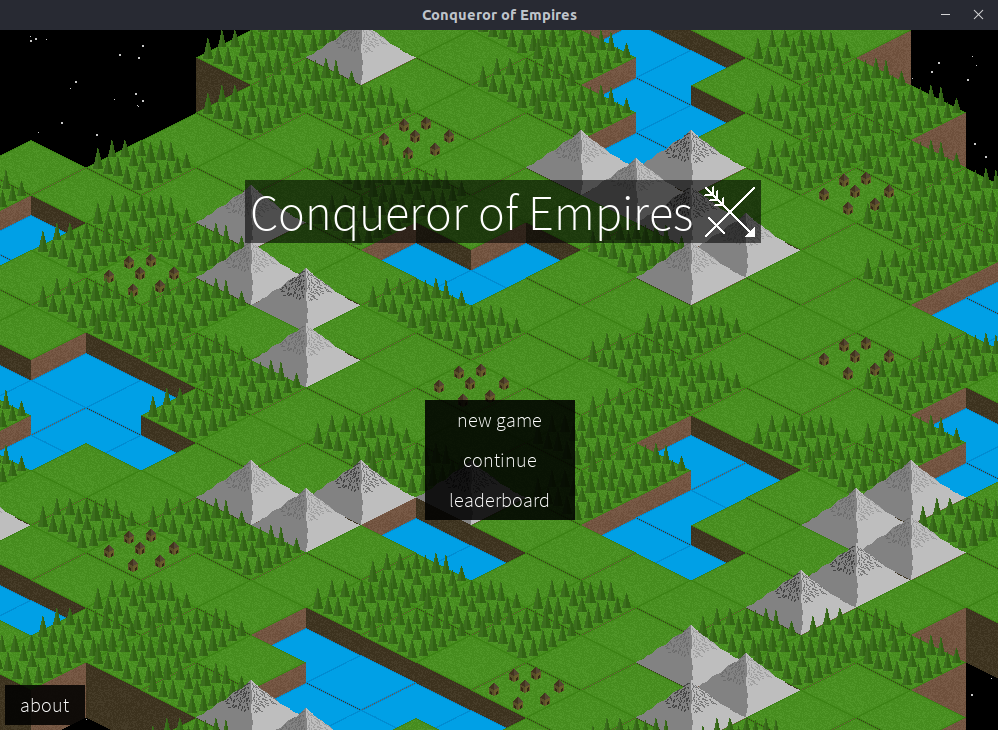 Conqueror of Empires
Conqueror of Empires
new game
continue
leaderboard
about